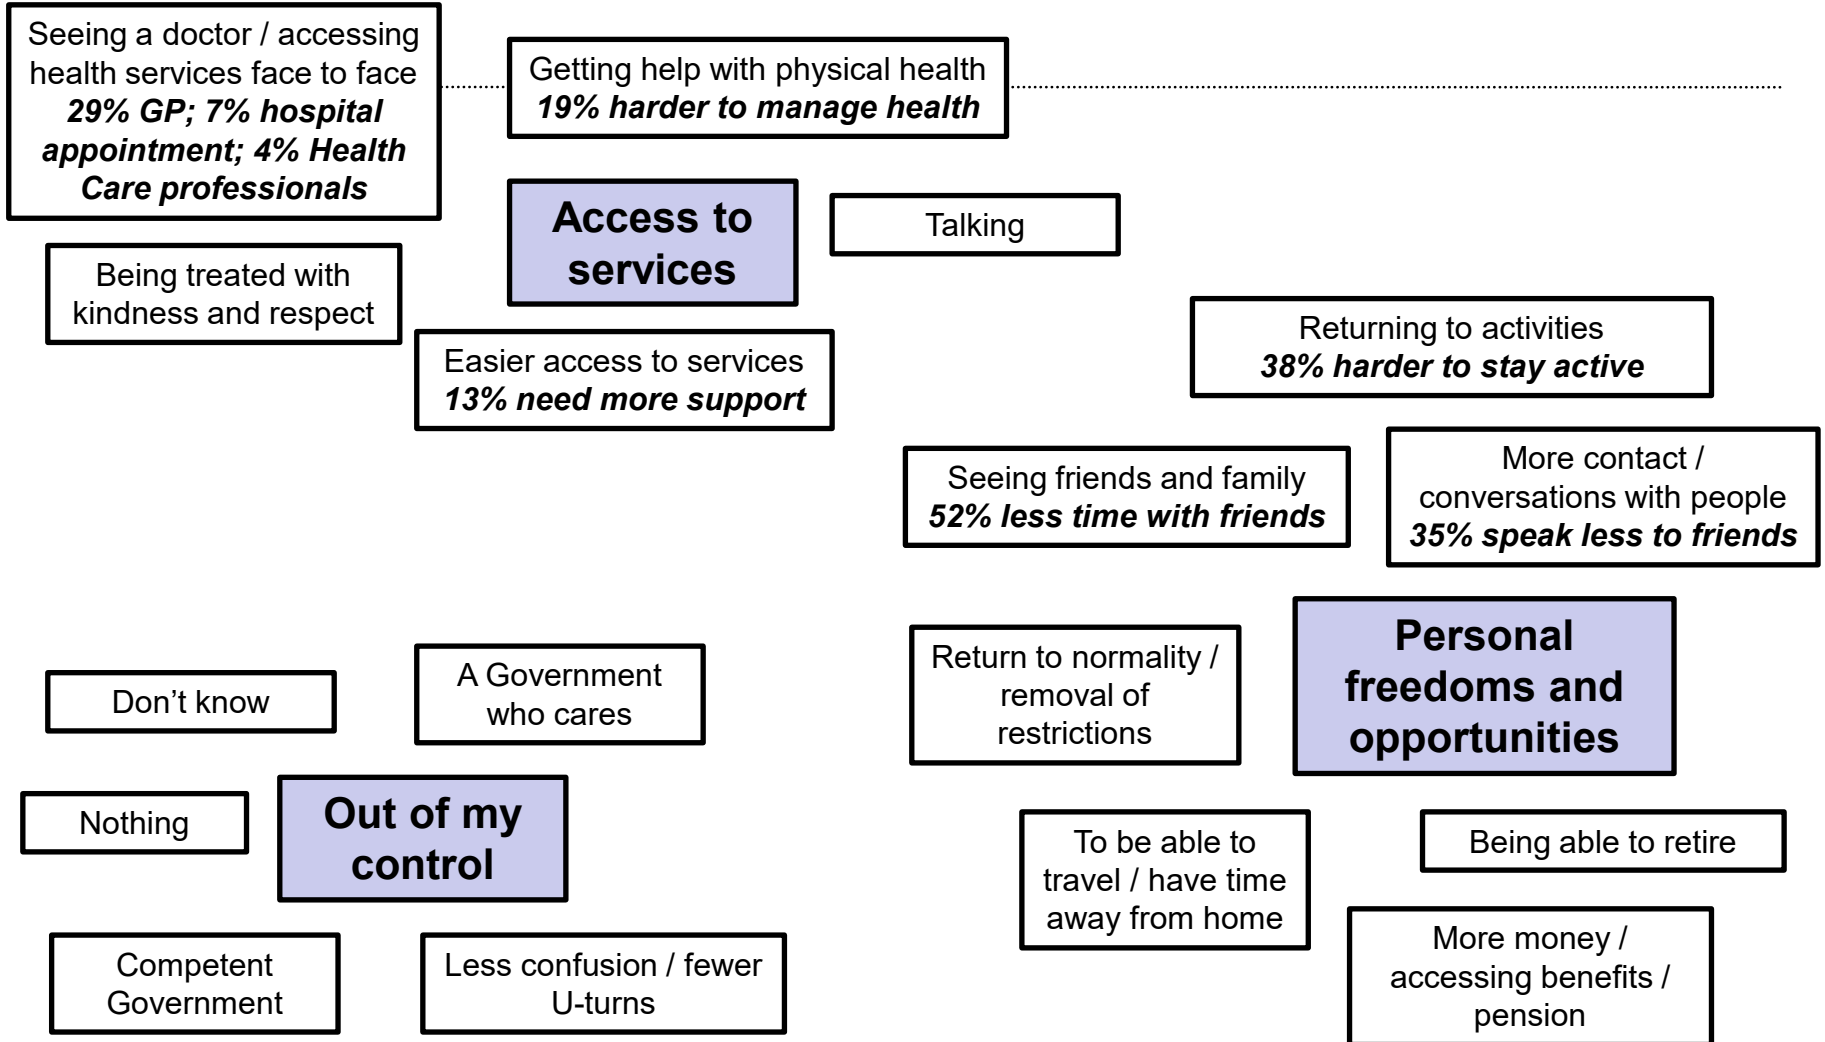 Seeing a doctor / accessing
health services face to face
29% GP; 7% hospital
appointment; 4% Health
Care professionals
Getting help with physical health
19% harder to manage health
Access to
services
Talking
Being treated with
kindness and respect
Easier access to services
13% need more support
Returning to activities
38% harder to stay active
Seeing friends and family
52% less time with friends
More contact /
conversations with people
35% speak less to friends
Personal
freedoms and
opportunities
Return to normality /
removal of
restrictions
To be able to
travel / have time
away from home
Being able to retire
More money /
accessing benefits /
pension
Don’t know
A Government
who cares
Nothing
Out of my
control
Competent
Government
Less confusion / fewer
U-turns